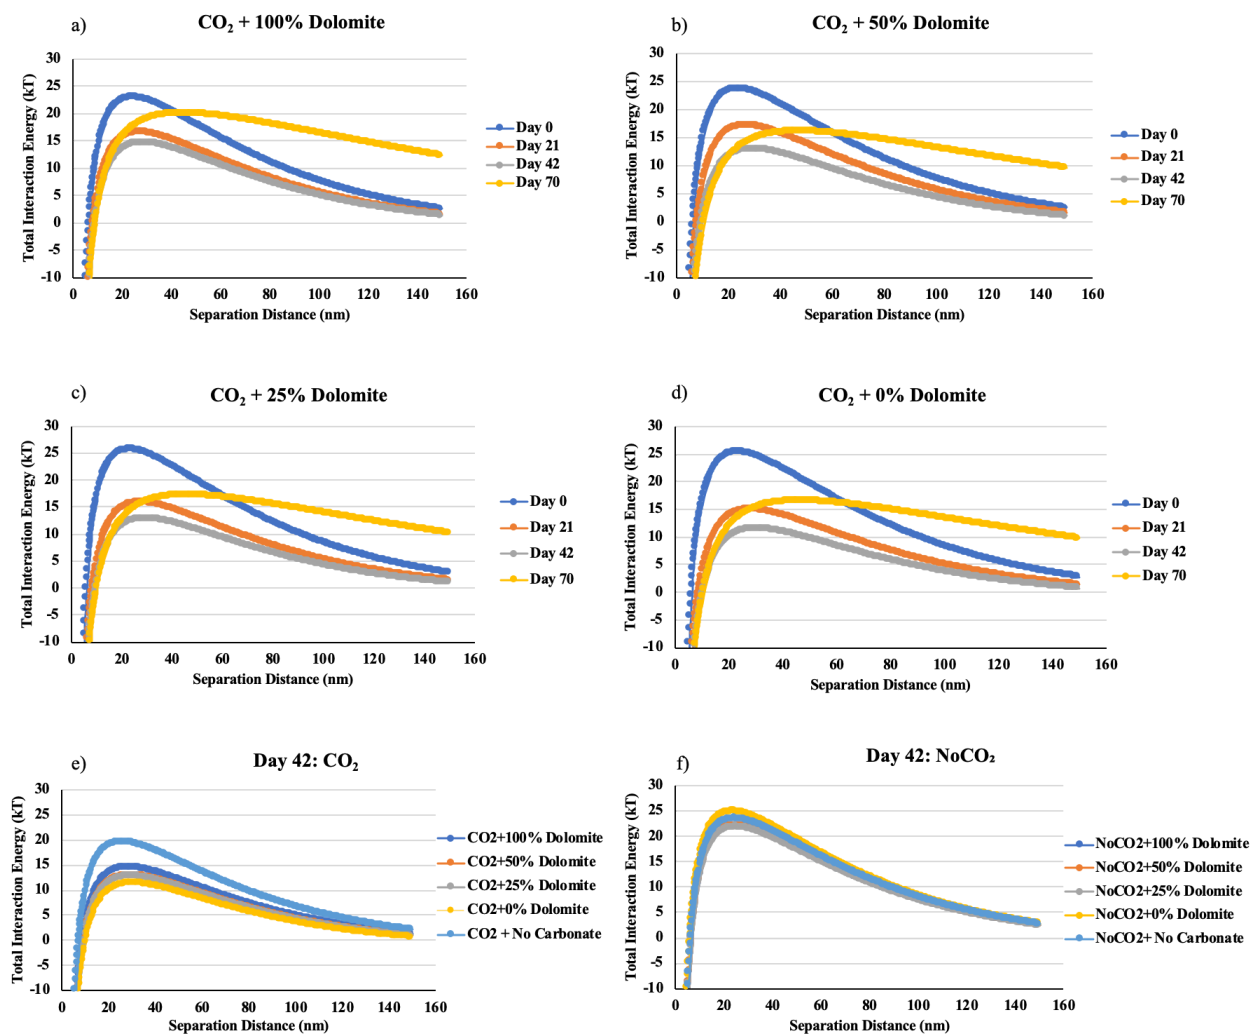 a)
CO₂ + 100% Dolomite
Total Interaction Energy (kT)
30
25
20
15
10
5
0
-5
-10
0 20 40 60 80 100 120 140 160
Separation Distance (nm)
Day 0
Day 21
Day 42
Day 70
b)
CO₂ + 50% Dolomite
Total Interaction Energy (kT)
30
25
20
15
10
5
0
-5
-10
0 20 40 60 80 100 120 140 160
Separation Distance (nm)
Day 0
Day 21
Day 42
Day 70
c)
CO₂ + 25% Dolomite
Total Interaction Energy (kT)
30
25
20
15
10
5
0
-5
-10
0 20 40 60 80 100 120 140 160
Separation Distance (nm)
Day 0
Day 21
Day 42
Day 70
d)
CO₂ + 0% Dolomite
Total Interaction Energy (kT)
30
25
20
15
10
5
0
-5
-10
0 20 40 60 80 100 120 140 160
Separation Distance (nm)
Day 0
Day 21
Day 42
Day 70
e)
Day 42: CO₂
Total Interaction Energy (kT)
30
25
20
15
10
5
0
-5
-10
0 20 40 60 80 100 120 140 160
Separation Distance (nm)
CO2+100% Dolomite
CO2+50% Dolomite
CO2+25% Dolomite
CO2+0% Dolomite
CO2 + No Carbonate
f)
Day 42: NoCO₂
Total Interaction Energy (kT)
30
25
20
15
10
5
0
-5
-10
0 20 40 60 80 100 120 140 160
Separation Distance (nm)
NoCO2+100% Dolomite
NoCO2+50% Dolomite
NoCO2+25% Dolomite
NoCO2+0% Dolomite
NoCO2+ No Carbonate